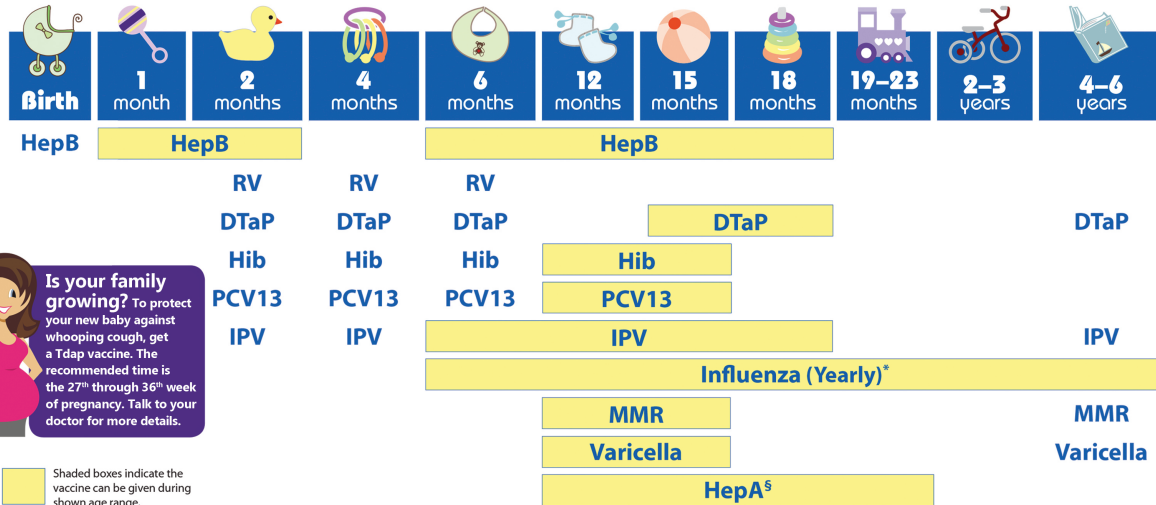 Birth
1
month
2
months
4
months
6
months
12
months
15
months
18
months
19–23
months
2–3
years
4–6
years
HepB HepB HepB
RV RV RV
DTaP DTaP DTaP DTaP DTaP
Hib Hib Hib Hib
PCV13 PCV13 PCV13 PCV13
IPV IPV IPV IPV
Influenza (Yearly)*
MMR MMR
Varicella Varicella
HepA§
Is your family
growing? To protect
your new baby against
whooping cough, get
a Tdap vaccine. The
recommended time is
the 27th through 36th week
of pregnancy. Talk to your
doctor for more details.
Shaded boxes indicate the
vaccine can be given during
shown age range.